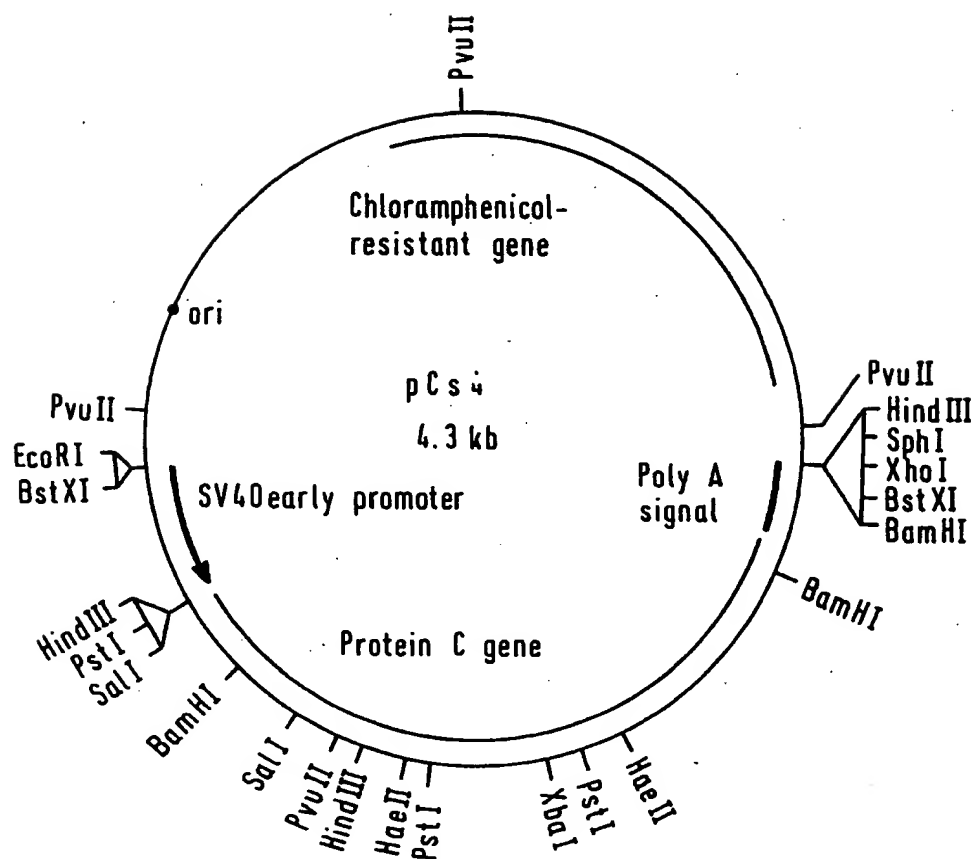 PvuII
Chloramphenicol-
resistant gene
ori
pCs4
4.3 kb
PvuII
EcoRI
BstXI
SV40early promoter
Poly A
signal
PvuII
HindIII
SphI
XhoI
BstXI
BamHI
BamHI
HindIII
PstI
SalI
Protein C gene
BamHI
SalI
PvuII
HindIII
HaeII
PstI
XbaI
PstI
HaeII